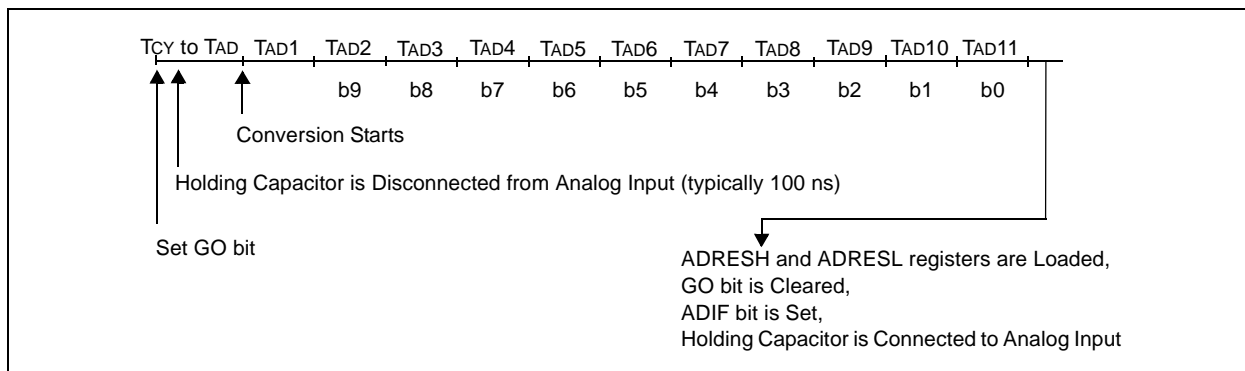 TCY to TAD TAD1 TAD2 TAD3 TAD4 TAD5 TAD6 TAD7 TAD8 TAD9 TAD10 TAD11
b9 b8 b7 b6 b5 b4 b3 b2 b1 b0
Conversion Starts
Holding Capacitor is Disconnected from Analog Input (typically 100 ns)
Set GO bit
ADRESH and ADRESL registers are Loaded,
GO bit is Cleared,
ADIF bit is Set,
Holding Capacitor is Connected to Analog Input